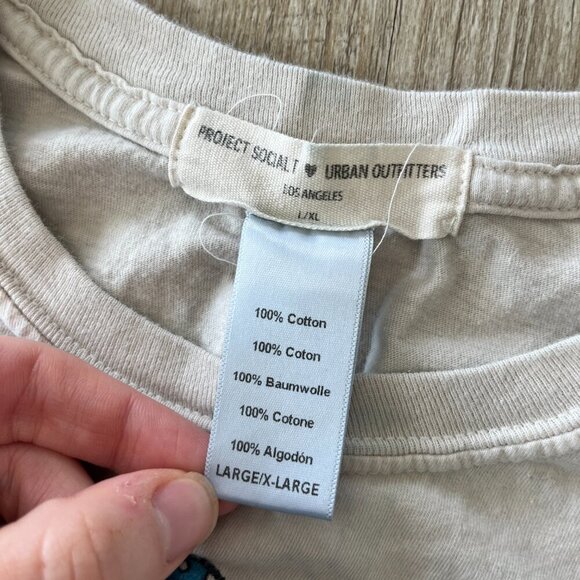 PROJECT SOCIAL T ♥ URBAN OUTFITTERS
LOS ANGELES
L/XL
100% Cotton
100% Coton
100% Baumwolle
100% Cotone
100% Algodón
LARGE/X-LARGE